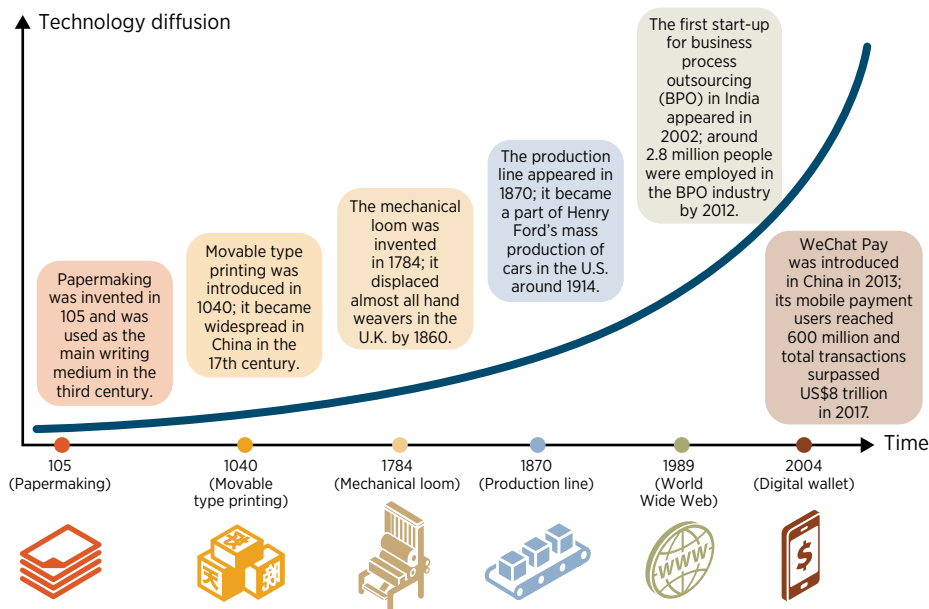 Technology diffusion
The first start-up
for business
process
outsourcing
(BPO) in India
appeared in
2002; around
2.8 million people
were employed in
the BPO industry
by 2012.
The production
line appeared in
1870; it became
a part of Henry
Ford's mass
production of
cars in the U.S.
around 1914.
The mechanical
loom was
invented
in 1784; it
displaced
almost all hand
weavers in the
U.K. by 1860.
Movable type
printing was
introduced in
1040; it became
widespread in
China in the
17th century.
Papermaking
was invented in
105 and was
used as the
main writing
medium in the
third century.
WeChat Pay
was introduced
in China in 2013;
its mobile payment
users reached
600 million and
total transactions
surpassed
US$8 trillion
in 2017.
Time
105
(Papermaking)
1040
(Movable
type printing)
1784
(Mechanical loom)
1870
(Production line)
1989
(World
Wide Web)
2004
(Digital wallet)
天
WWW
$